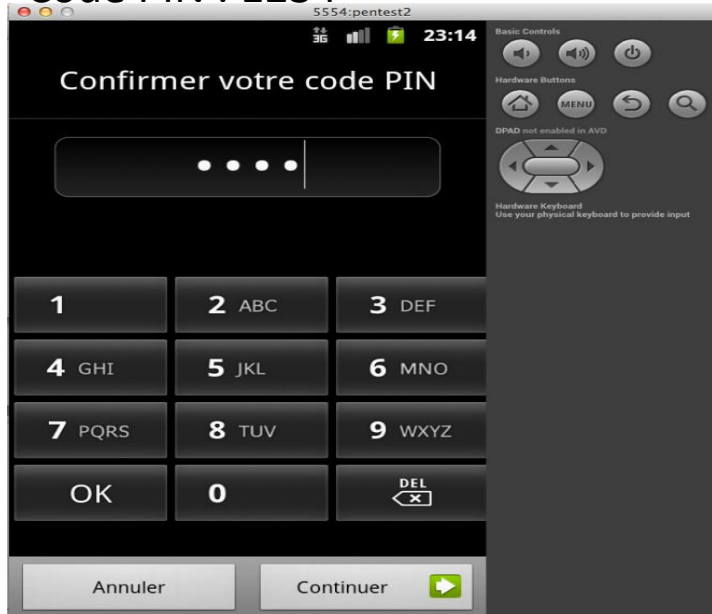 5554:pentest2
3G 23:14
Confirmer votre code PIN
1
2 ABC
3 DEF
4 GHI
5 JKL
6 MNO
7 PQRS
8 TUV
9 WXYZ
OK
0
DEL
Annuler
Continuer
Basic Controls
Hardware Buttons
MENU
DPAD not enabled in AVD
Hardware Keyboard
Use your physical keyboard to provide input